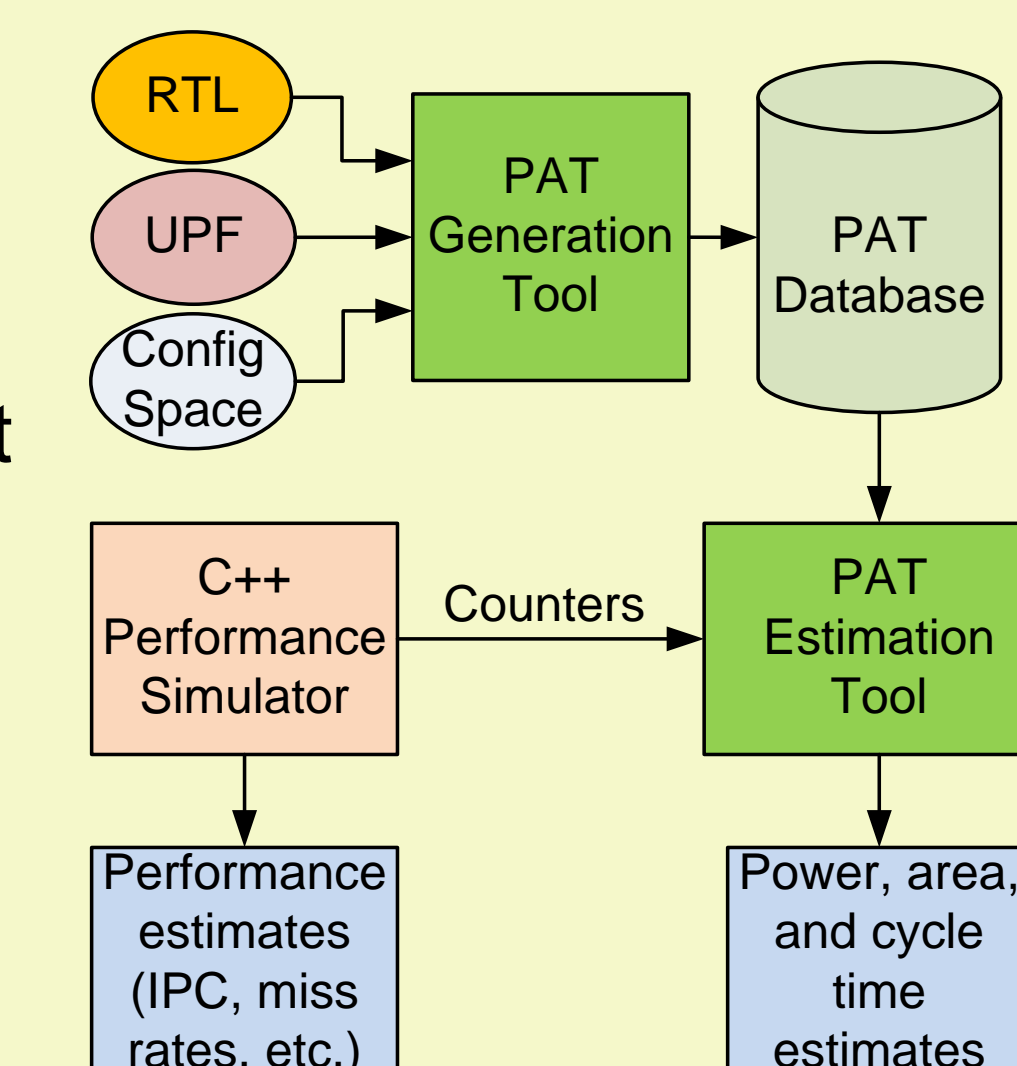 RTL
UPF
Config
Space
PAT
Generation
Tool
PAT
Database
t
C++
Performance
Simulator
Counters
PAT
Estimation
Tool
Performance
estimates
(IPC, miss
rates, etc.)
Power, area,
and cycle
time
estimates